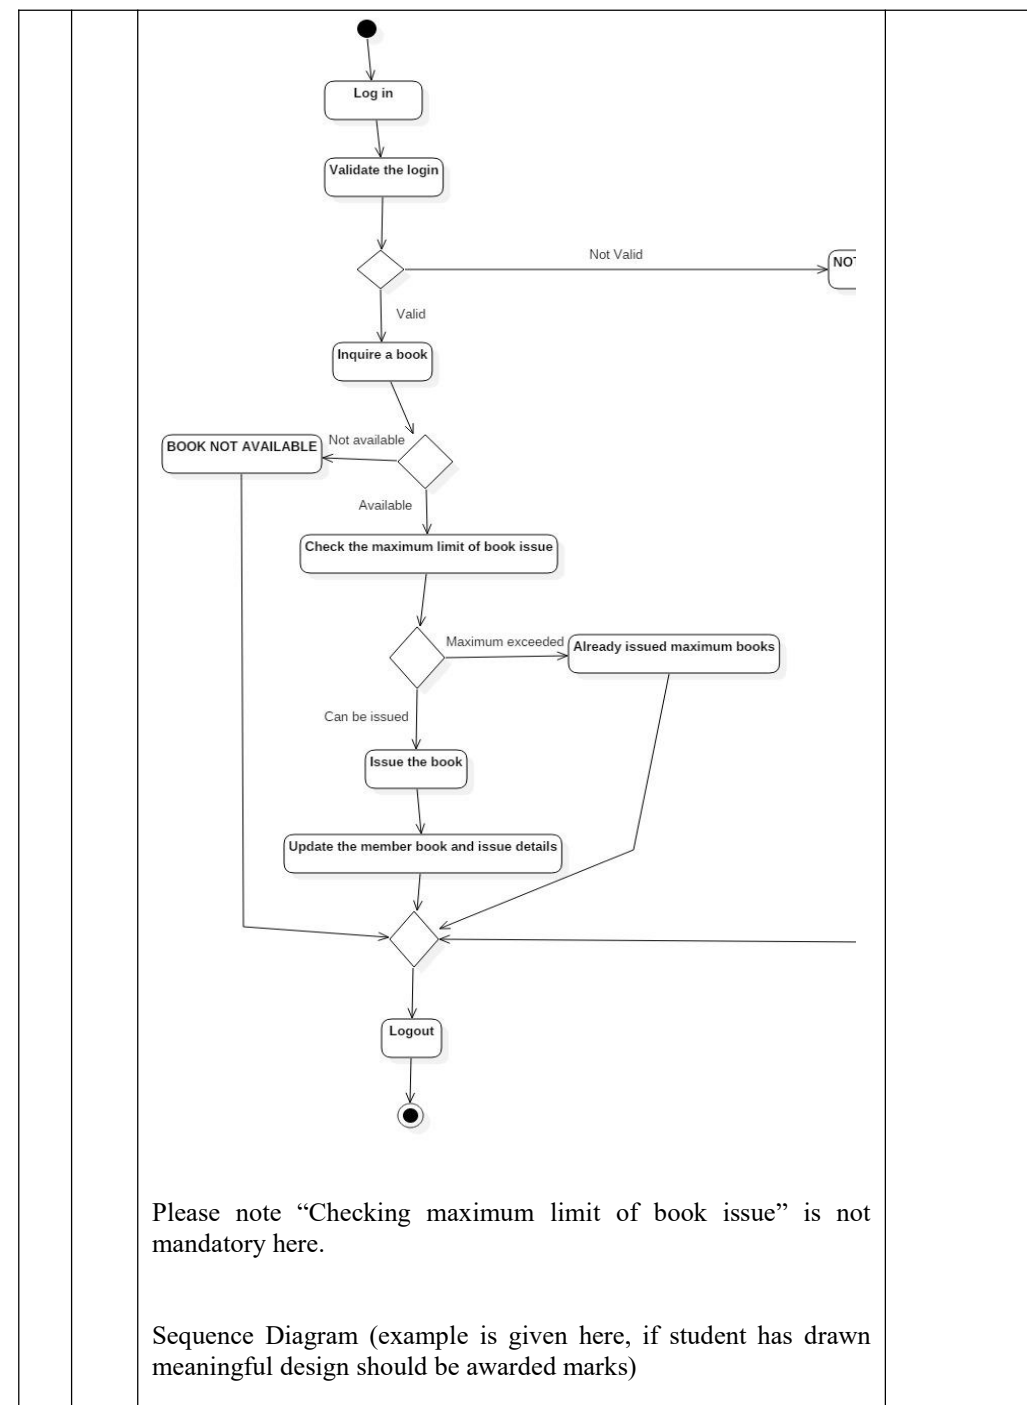 Log in
Validate the login
Not Valid
NOT
Valid
Inquire a book
BOOK NOT AVAILABLE
Not available
Available
Check the maximum limit of book issue
Maximum exceeded
Already issued maximum books
Can be issued
Issue the book
Update the member book and issue details
Logout
Please note “Checking maximum limit of book issue” is not
mandatory here.
Sequence Diagram (example is given here, if student has drawn
meaningful design should be awarded marks)